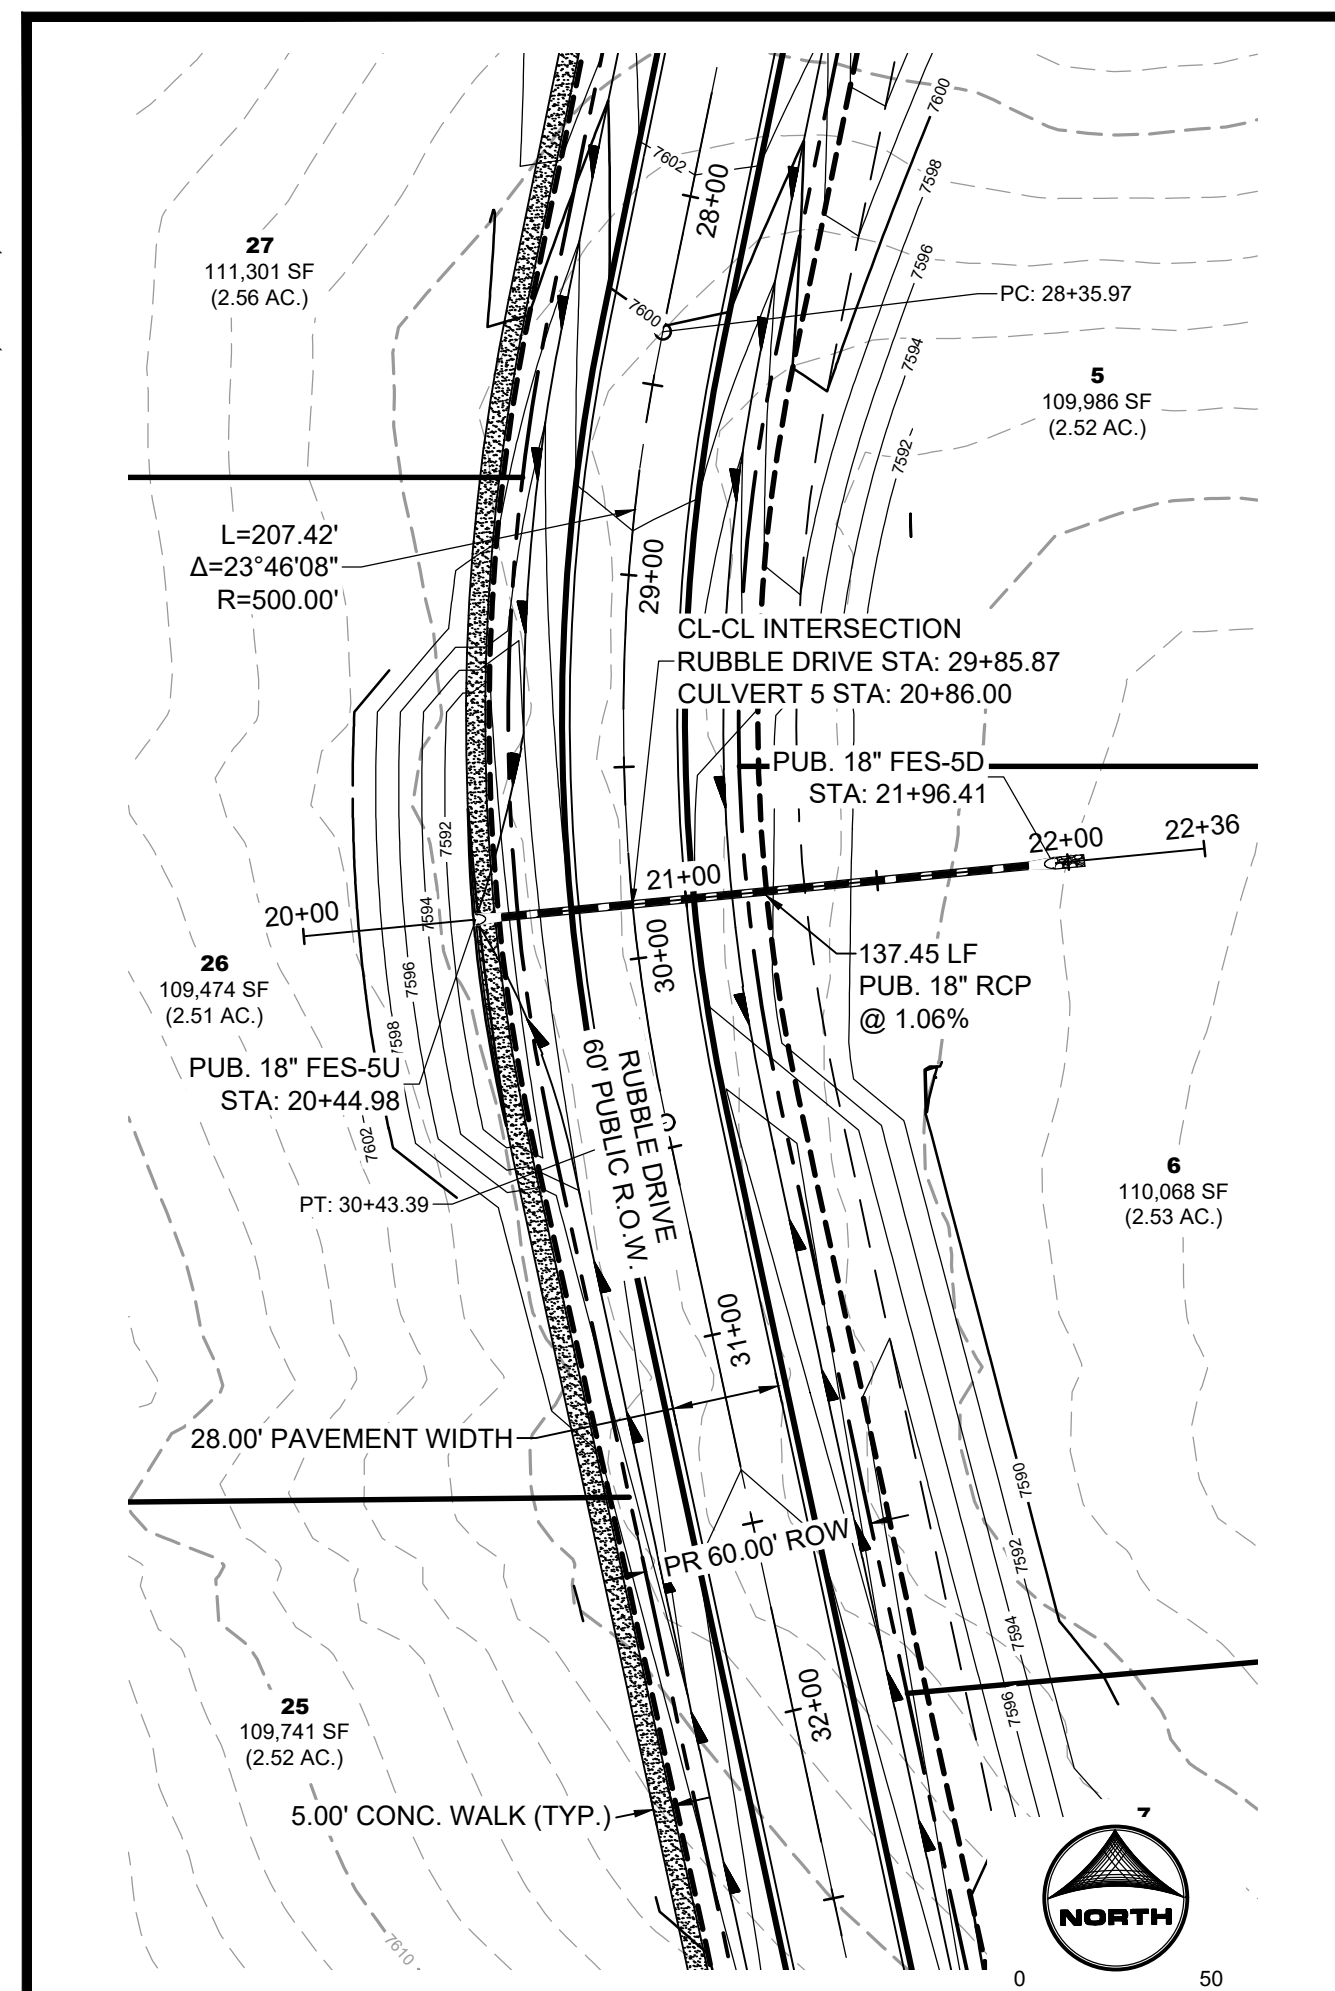 7600
7602
28+00
7598
27
111,301 SF
(2.56 AC.)
7596
PC: 28+35.97
7600
7594
5
109,986 SF
(2.52 AC.)
7592
L=207.42'
Δ=23°46'08"
R=500.00'
29+00
CL-CL INTERSECTION
RUBBLE DRIVE STA: 29+85.87
CULVERT 5 STA: 20+86.00
PUB. 18" FES-5D
STA: 21+96.41
7592
22+00
22+36
21+00
20+00
7594
26
109,474 SF
(2.51 AC.)
30+00
137.45 LF
PUB. 18" RCP
@ 1.06%
7596
7598
PUB. 18" FES-5U
STA: 20+44.98
7602
RUBBLE DRIVE
60' PUBLIC R.O.W.
6
110,068 SF
(2.53 AC.)
PT: 30+43.39
31+00
28.00' PAVEMENT WIDTH
7590
PR 60.00' ROW
7592
7594
7596
25
109,741 SF
(2.52 AC.)
32+00
5.00' CONC. WALK (TYP.)
7
NORTH
7610
0 50